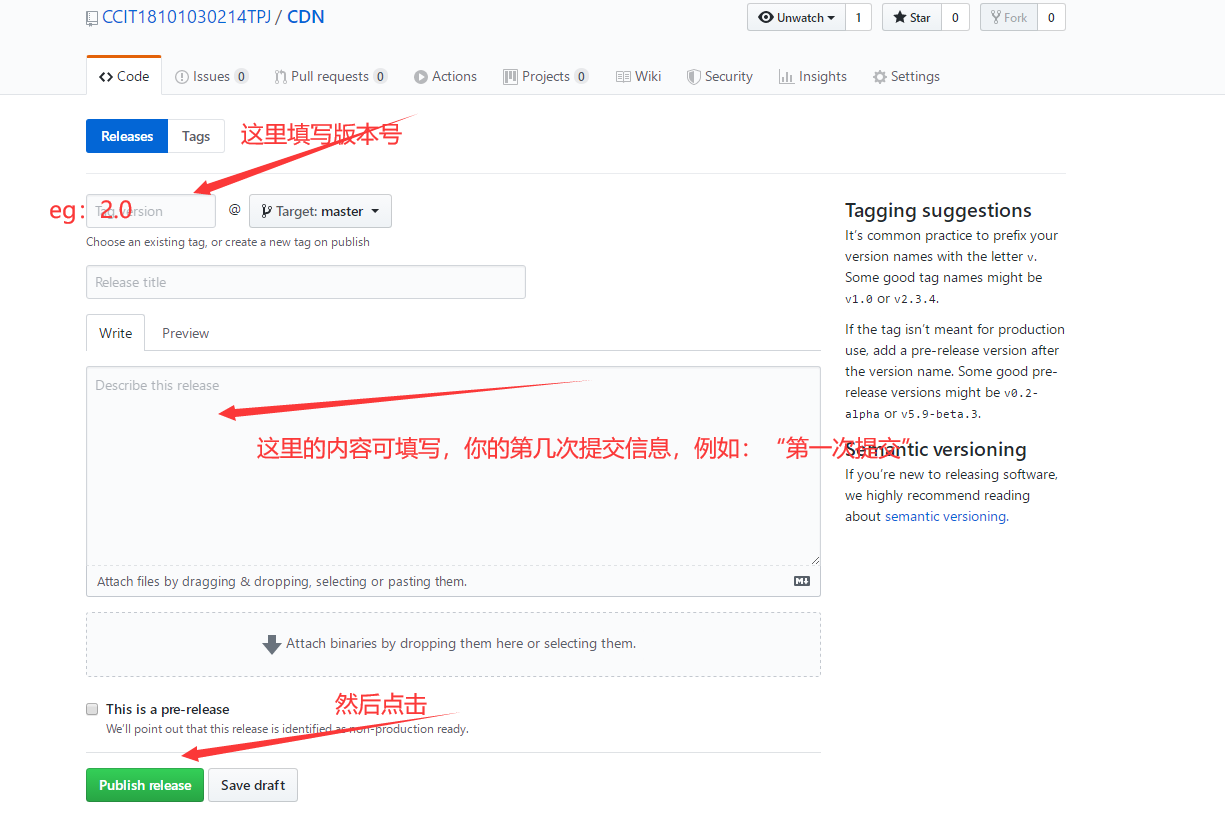 CCIT18101030214TPJ / CDN
Unwatch 1 Star 0 Fork 0
Code Issues 0 Pull requests 0 Actions Projects 0 Wiki Security Insights Settings
Releases Tags
这里填写版本号
eg：2.0
Tag version @ Target: master
Choose an existing tag, or create a new tag on publish
Release title
Write Preview
Describe this release
这里的内容可填写，你的第几次提交信息，例如：“第一次提交”
Attach files by dragging & dropping, selecting or pasting them.
Attach binaries by dropping them here or selecting them.
This is a pre-release
然后点击
We'll point out that this release is identified as non-production ready.
Publish release Save draft
Tagging suggestions
It's common practice to prefix your
version names with the letter v.
Some good tag names might be
v1.0 or v2.3.4.
If the tag isn't meant for production
use, add a pre-release version after
the version name. Some good pre-
release versions might be v0.2-
alpha or v5.9-beta.3.
Semantic versioning
If you're new to releasing software,
we highly recommend reading
about semantic versioning.